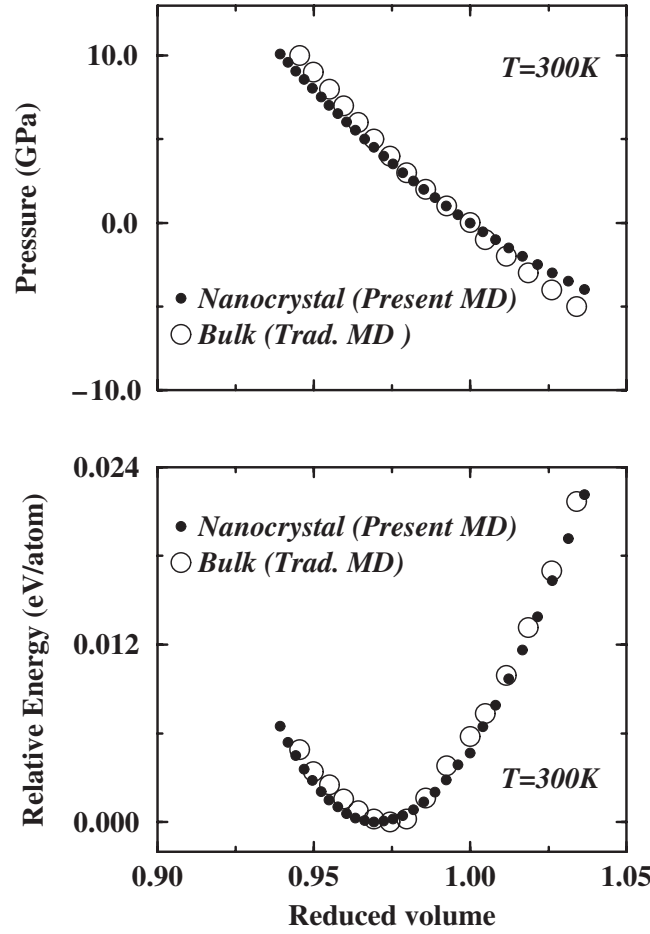 10.0
T=300K
Pressure (GPa)
0.0
Nanocrystal (Present MD)
Bulk (Trad. MD )
−10.0
0.024
Nanocrystal (Present MD)
Bulk (Trad. MD)
Relative Energy (eV/atom)
0.012
T=300K
0.000
0.90 0.95 1.00 1.05
Reduced volume